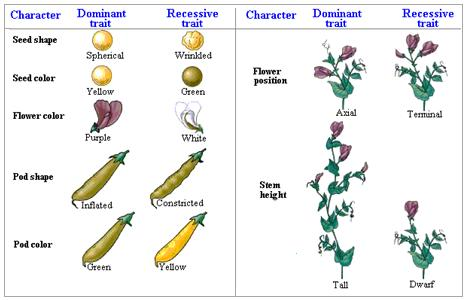 Character Dominant trait Recessive trait
Seed shape
Spherical Wrinkled
Seed color
Yellow Green
Flower color
Purple White
Pod shape
Inflated Constricted
Pod color
Green Yellow
Character Dominant trait Recessive trait
Flower position
Axial Terminal
Stem height
Tall Dwarf